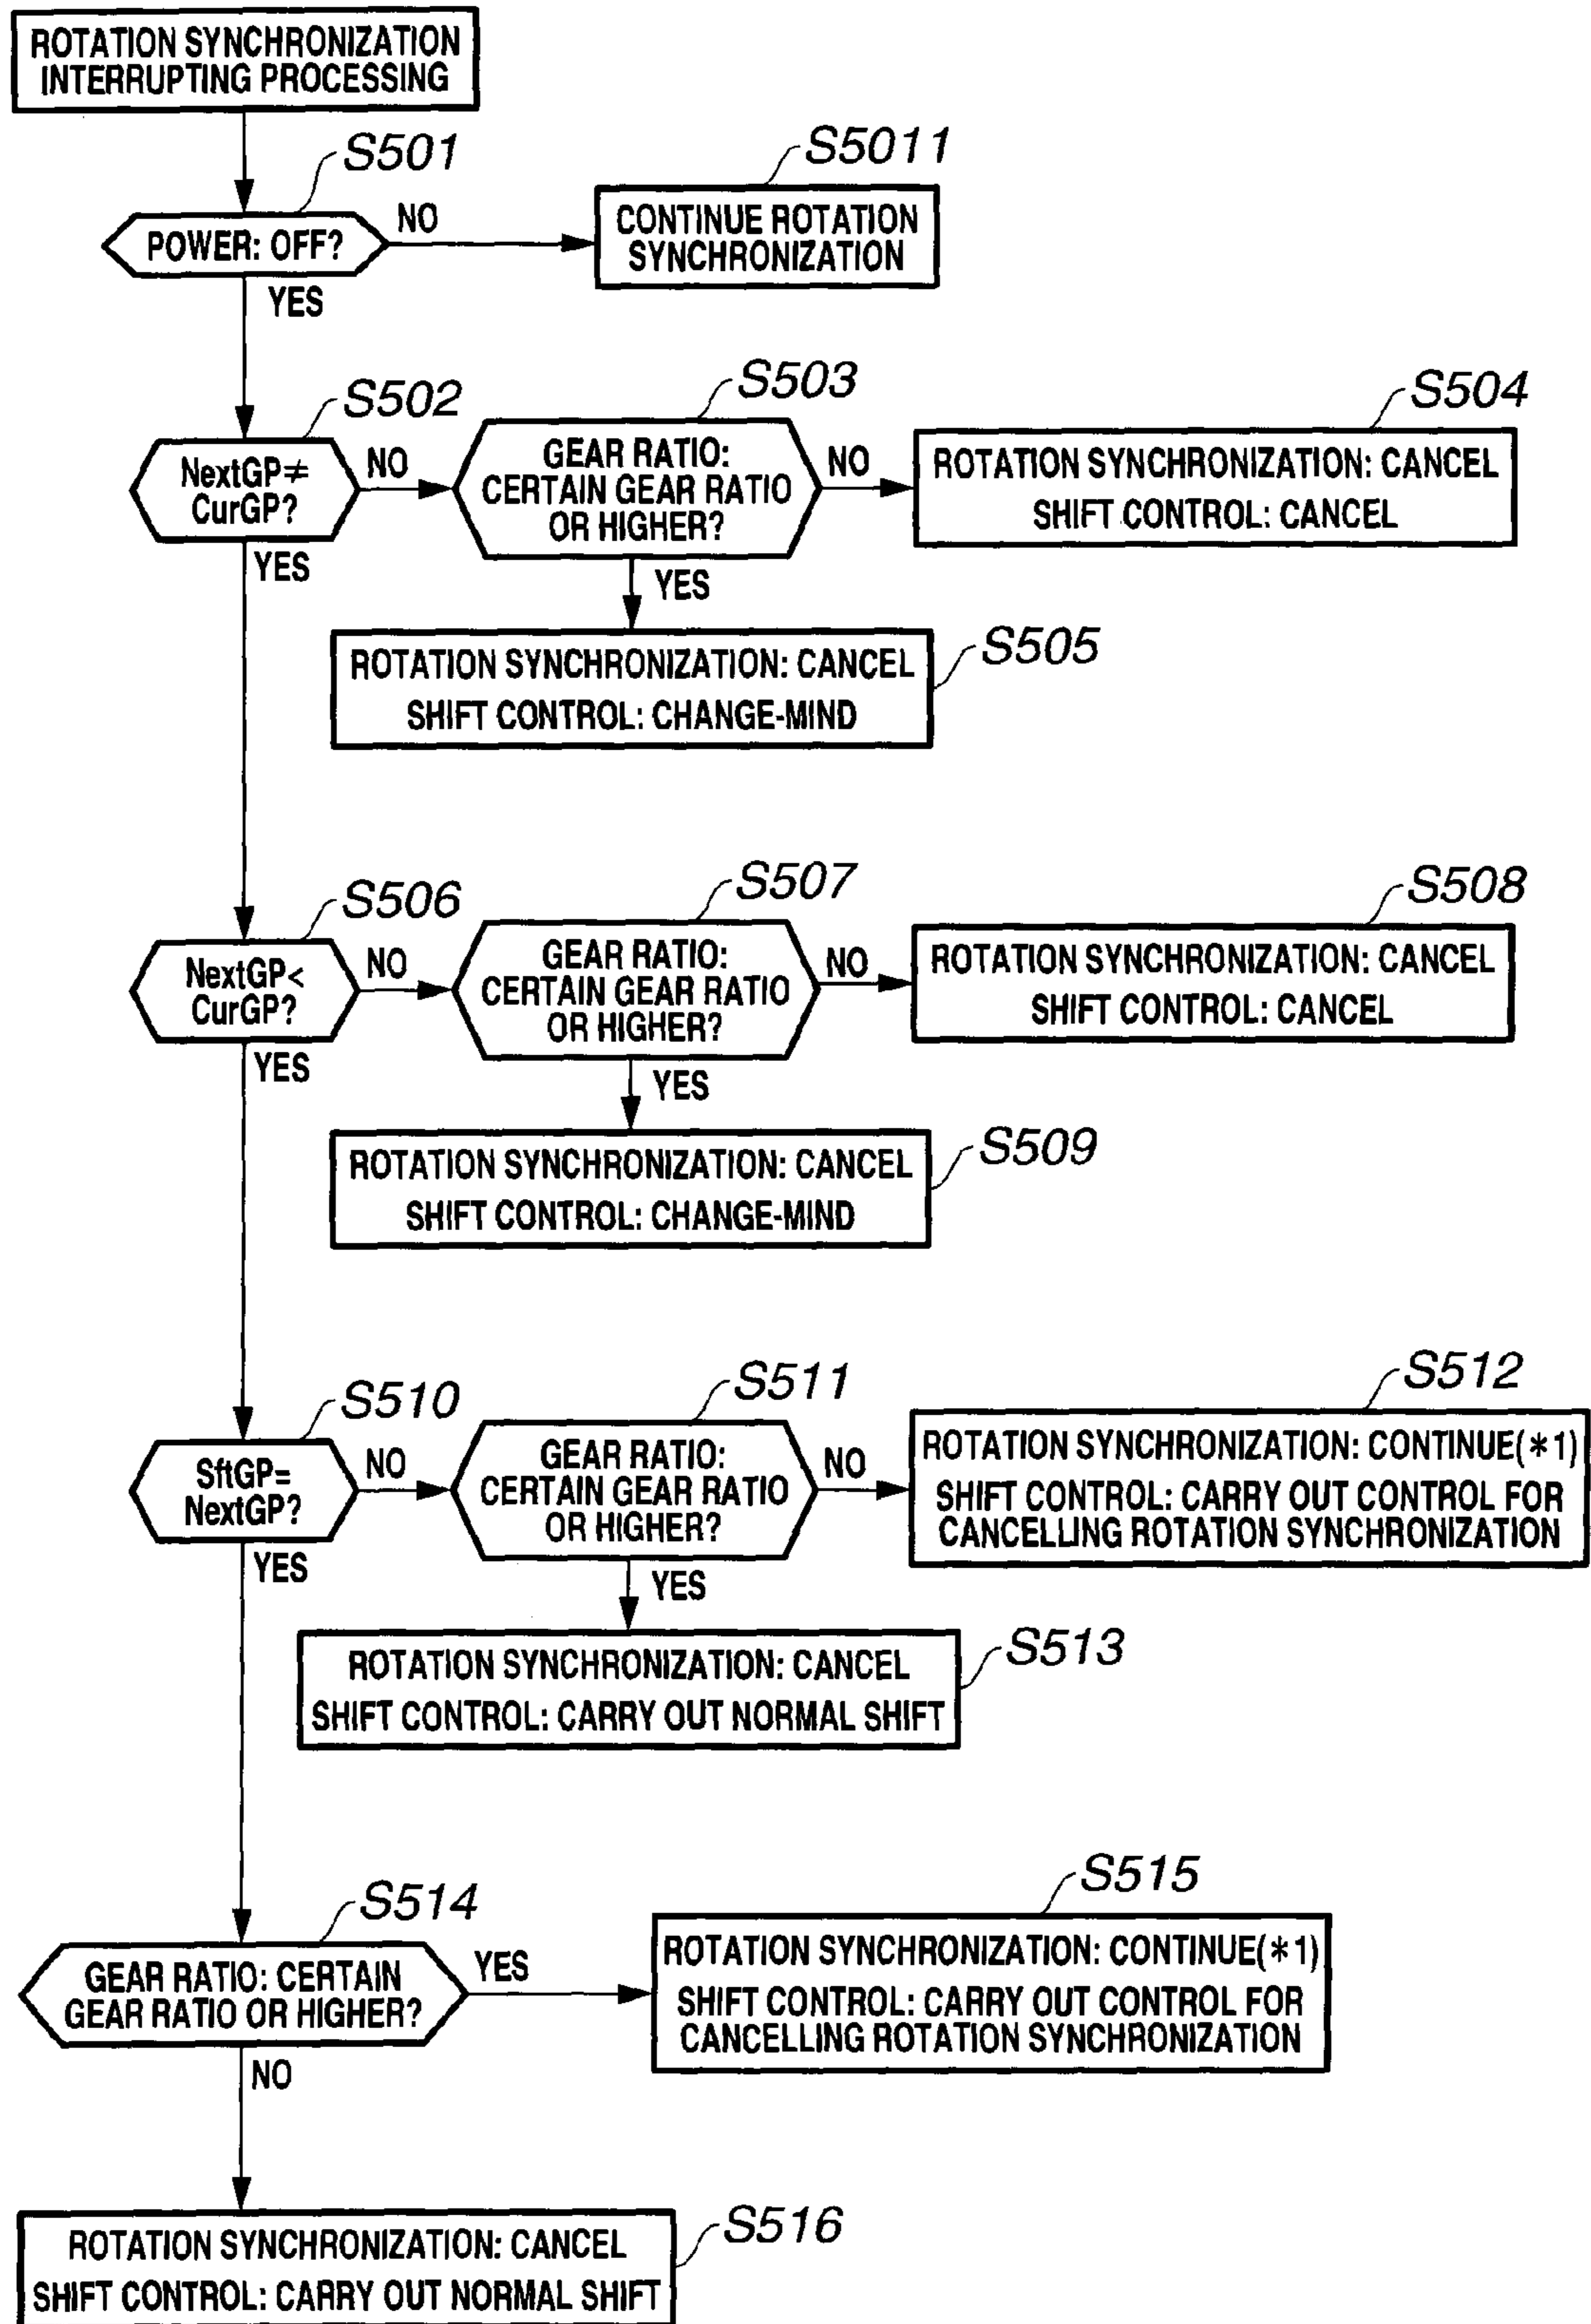 ROTATION SYNCHRONIZATION
INTERRUPTING PROCESSING
S501
POWER: OFF?
NO
YES
S5011
CONTINUE ROTATION
SYNCHRONIZATION
S502
NextGP≠
CurGP?
NO
YES
S503
GEAR RATIO:
CERTAIN GEAR RATIO
OR HIGHER?
NO
YES
S504
ROTATION SYNCHRONIZATION: CANCEL
SHIFT CONTROL: CANCEL
S505
ROTATION SYNCHRONIZATION: CANCEL
SHIFT CONTROL: CHANGE-MIND
S506
NextGP<
CurGP?
NO
YES
S507
GEAR RATIO:
CERTAIN GEAR RATIO
OR HIGHER?
NO
YES
S508
ROTATION SYNCHRONIZATION: CANCEL
SHIFT CONTROL: CANCEL
S509
ROTATION SYNCHRONIZATION: CANCEL
SHIFT CONTROL: CHANGE-MIND
S510
SftGP=
NextGP?
NO
YES
S511
GEAR RATIO:
CERTAIN GEAR RATIO
OR HIGHER?
NO
YES
S512
ROTATION SYNCHRONIZATION: CONTINUE(*1)
SHIFT CONTROL: CARRY OUT CONTROL FOR
CANCELLING ROTATION SYNCHRONIZATION
S513
ROTATION SYNCHRONIZATION: CANCEL
SHIFT CONTROL: CARRY OUT NORMAL SHIFT
S514
GEAR RATIO: CERTAIN
GEAR RATIO OR HIGHER?
YES
NO
S515
ROTATION SYNCHRONIZATION: CONTINUE(*1)
SHIFT CONTROL: CARRY OUT CONTROL FOR
CANCELLING ROTATION SYNCHRONIZATION
S516
ROTATION SYNCHRONIZATION: CANCEL
SHIFT CONTROL: CARRY OUT NORMAL SHIFT